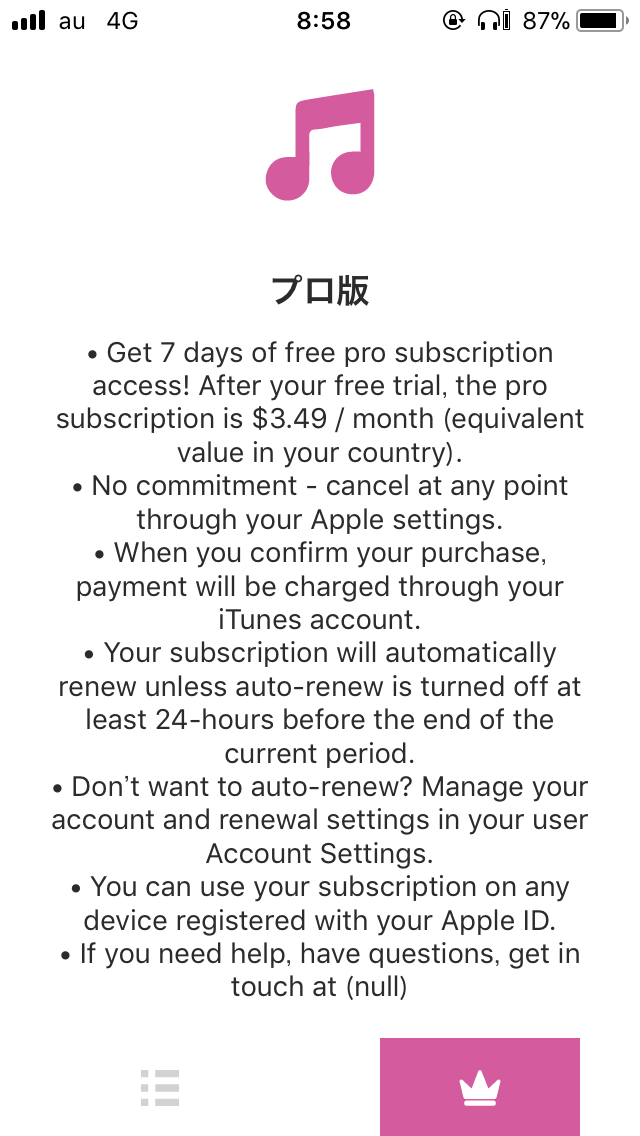 au 4G 8:58 87%
プロ版
• Get 7 days of free pro subscription
access! After your free trial, the pro
subscription is $3.49 / month (equivalent
value in your country).
• No commitment - cancel at any point
through your Apple settings.
• When you confirm your purchase,
payment will be charged through your
iTunes account.
• Your subscription will automatically
renew unless auto-renew is turned off at
least 24-hours before the end of the
current period.
• Don’t want to auto-renew? Manage your
account and renewal settings in your user
Account Settings.
• You can use your subscription on any
device registered with your Apple ID.
• If you need help, have questions, get in
touch at (null)